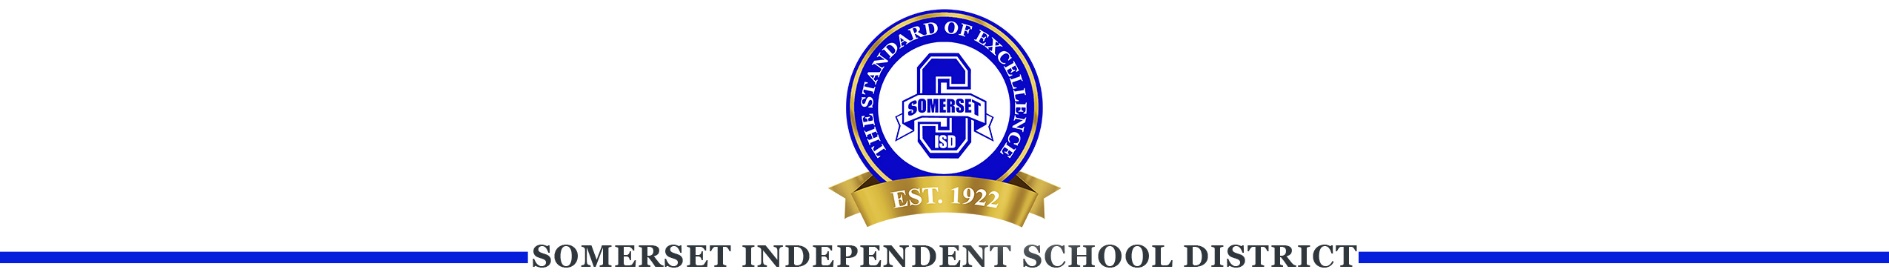 THE STANDARD OF EXCELLENCE
SOMERSET
ISD
EST. 1922
SOMERSET INDEPENDENT SCHOOL DISTRICT